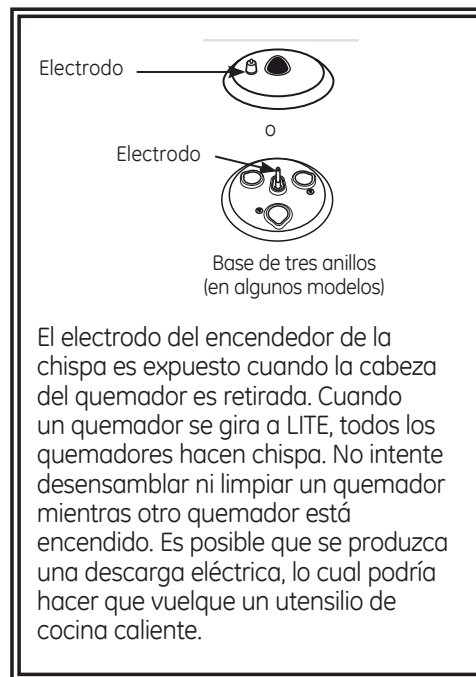 Electrodo
o
Electrodo
Base de tres anillos
(en algunos modelos)
El electrodo del encendedor de la
chispa es expuesto cuando la cabeza
del quemador es retirada. Cuando
un quemador se gira a LITE, todos los
quemadores hacen chispa. No intente
desensamblar ni limpiar un quemador
mientras otro quemador está
encendido. Es posible que se produzca
una descarga eléctrica, lo cual podría
hacer que vuelque un utensilio de
cocina caliente.